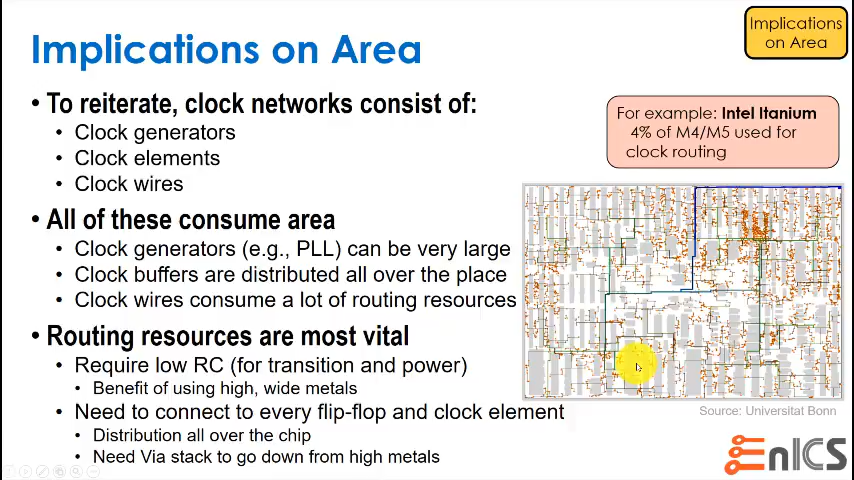 Implications on Area
Implications
on Area
• To reiterate, clock networks consist of:
• Clock generators
• Clock elements
• Clock wires
For example: Intel Itanium
4% of M4/M5 used for
clock routing
• All of these consume area
• Clock generators (e.g., PLL) can be very large
• Clock buffers are distributed all over the place
• Clock wires consume a lot of routing resources
• Routing resources are most vital
• Require low RC (for transition and power)
• Benefit of using high, wide metals
• Need to connect to every flip-flop and clock element
• Distribution all over the chip
• Need Via stack to go down from high metals
Source: Universitat Bonn
EnICS